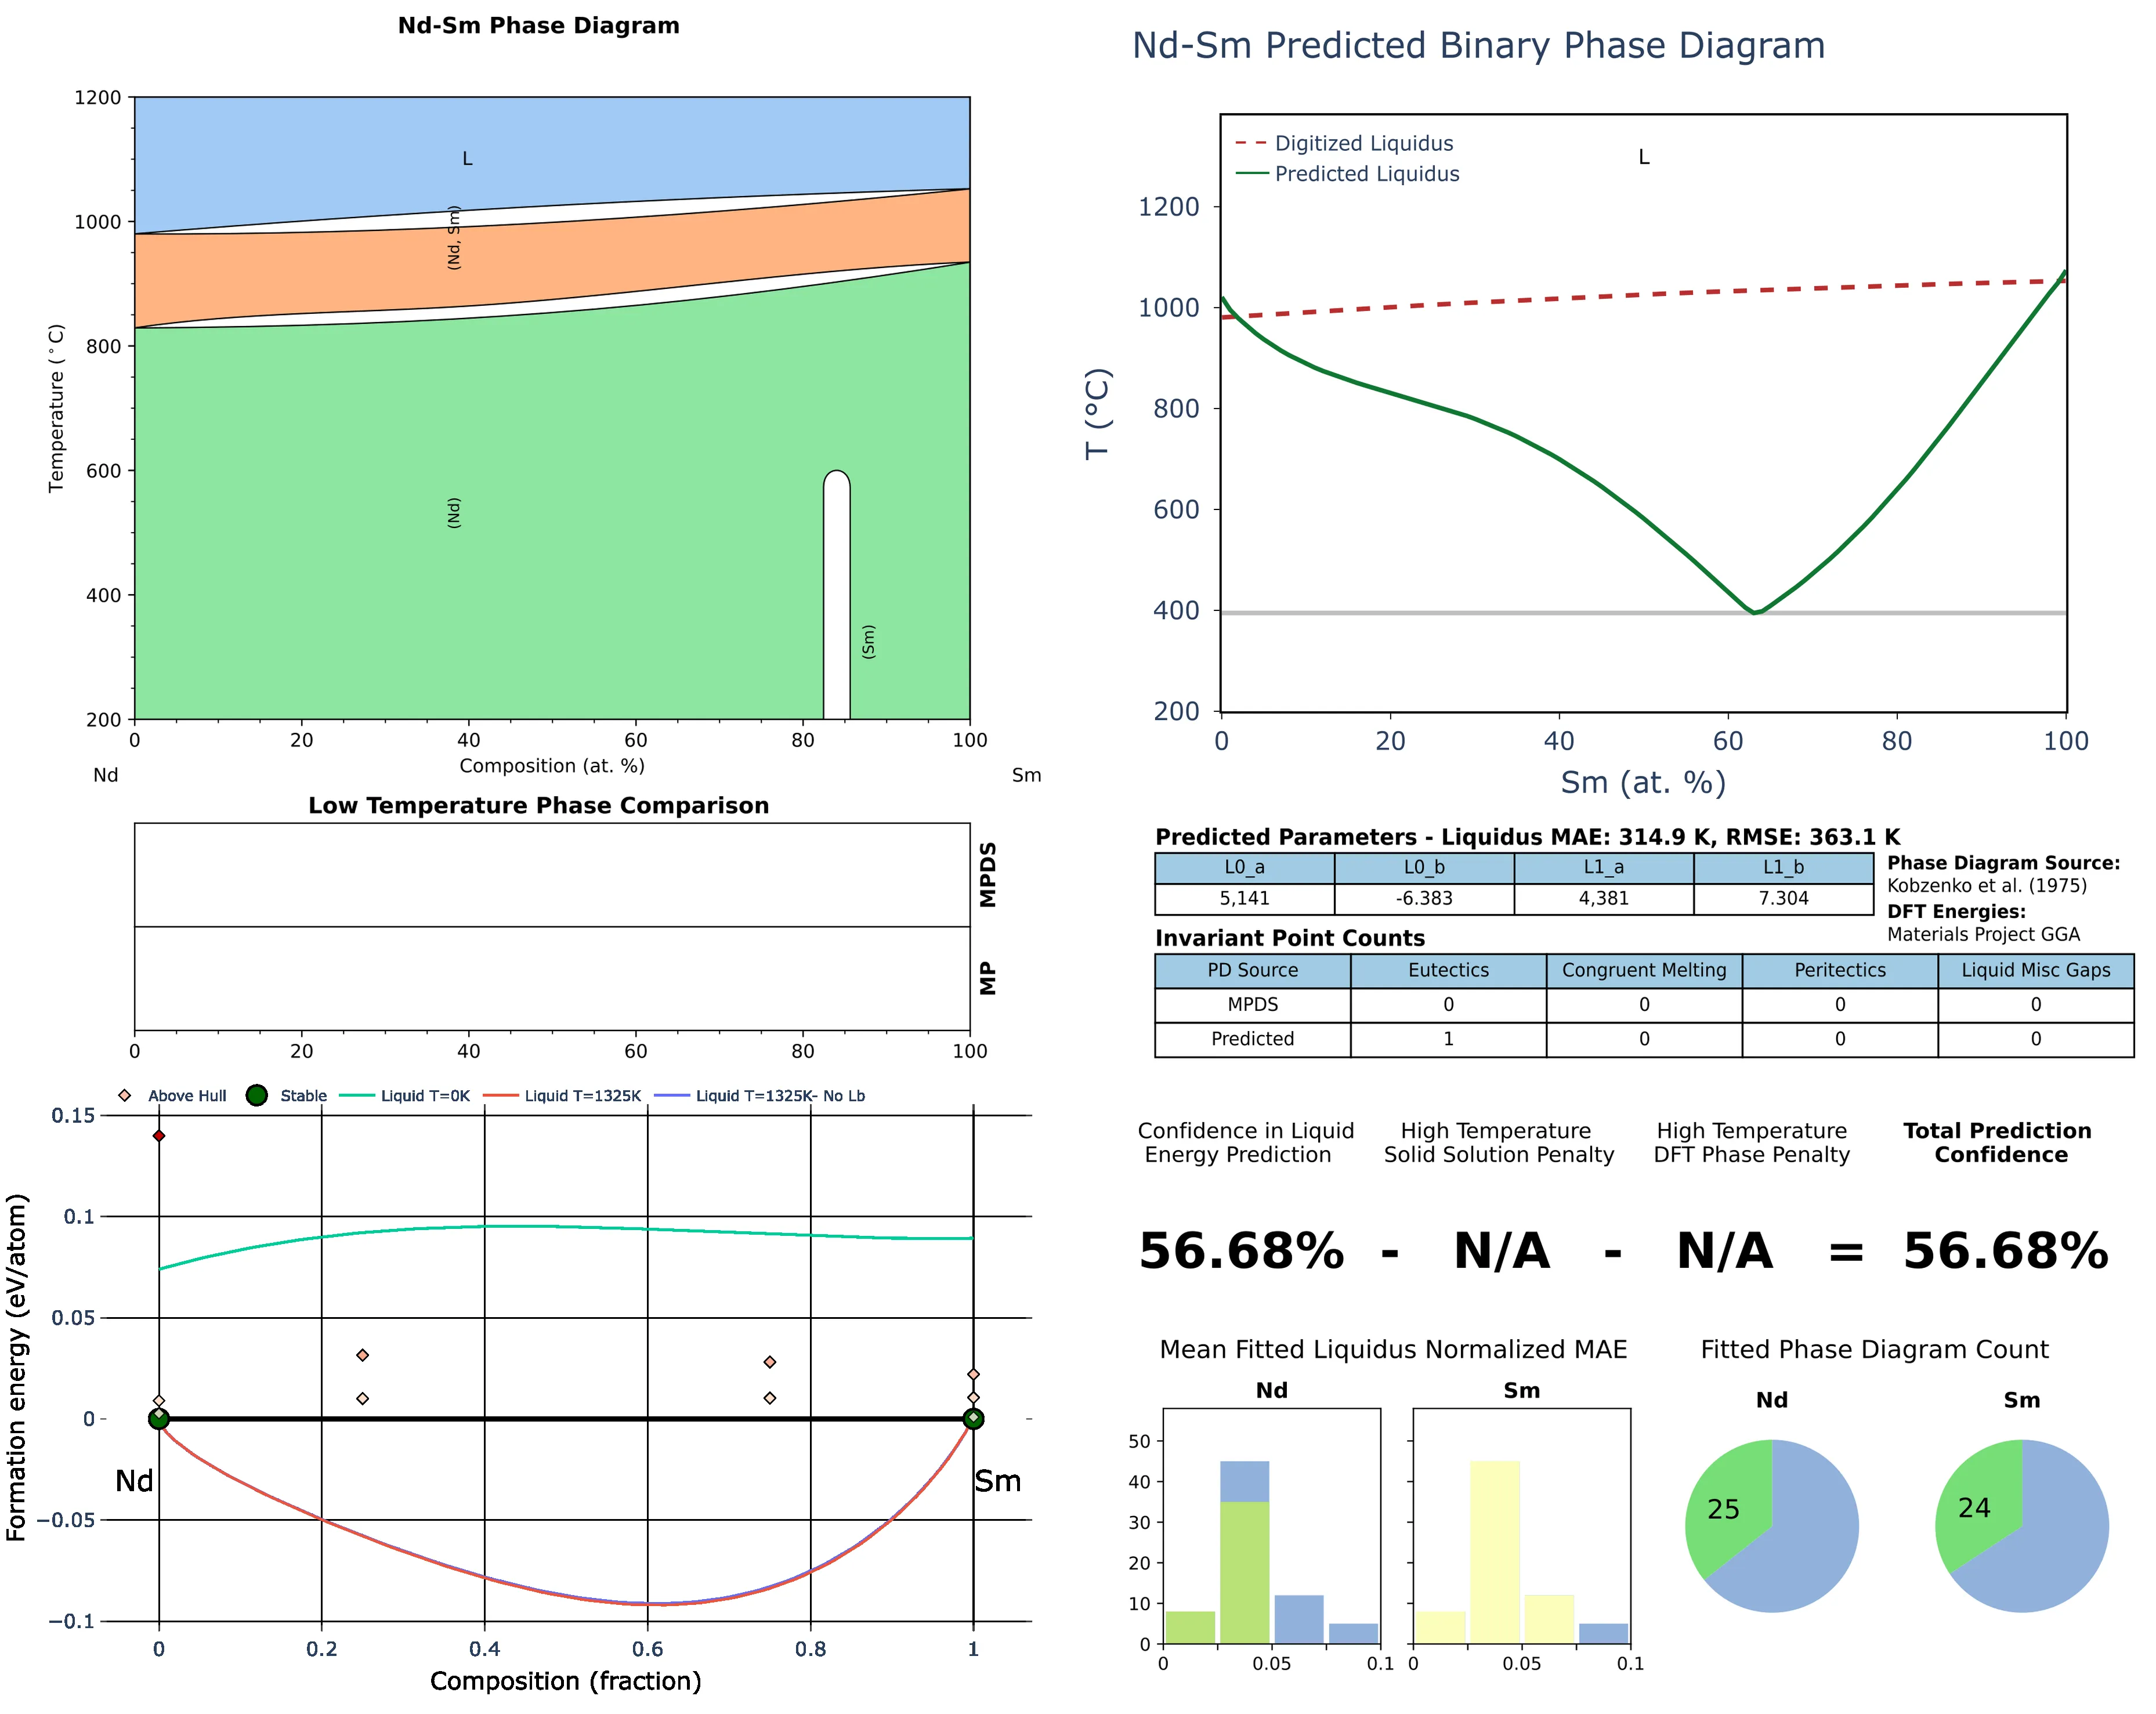 Nd-Sm Phase Diagram
1200
1000
800
600
400
200
Temperature (°C)
L
(Nd, Sm)
(Nd)
(Sm)
0 20 40 60 80 100
Composition (at. %)
Nd Sm
Low Temperature Phase Comparison
MPDS
MP
0 20 40 60 80 100
Above Hull Stable Liquid T=0K Liquid T=1325K Liquid T=1325K- No Lb
0.15
0.1
0.05
0
−0.05
−0.1
Formation energy (eV/atom)
Nd Sm
0 0.2 0.4 0.6 0.8 1
Composition (fraction)
Nd-Sm Predicted Binary Phase Diagram
Digitized Liquidus
Predicted Liquidus
L
1200
1000
800
600
400
200
T (°C)
0 20 40 60 80 100
Sm (at. %)
Predicted Parameters - Liquidus MAE: 314.9 K, RMSE: 363.1 K
L0_a L0_b L1_a L1_b
5,141 -6.383 4,381 7.304
Phase Diagram Source:
Kobzenko et al. (1975)
DFT Energies:
Materials Project GGA
Invariant Point Counts
PD Source Eutectics Congruent Melting Peritectics Liquid Misc Gaps
MPDS 0 0 0 0
Predicted 1 0 0 0
Confidence in Liquid
Energy Prediction
High Temperature
Solid Solution Penalty
High Temperature
DFT Phase Penalty
Total Prediction
Confidence
56.68% - N/A - N/A = 56.68%
Mean Fitted Liquidus Normalized MAE
Nd Sm
50
40
30
20
10
0
0 0.05 0.1 0 0.05 0.1
Fitted Phase Diagram Count
Nd Sm
25 24